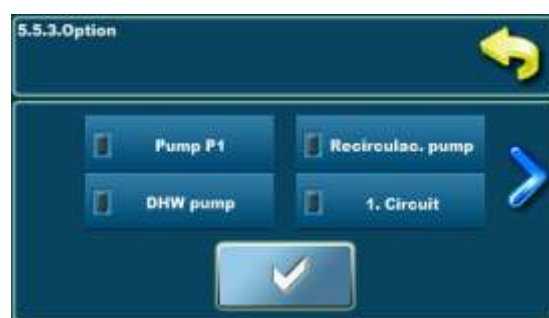 5.5.3.Option
Pump P1
Recirculac. pump
DHW pump
1. Circuit